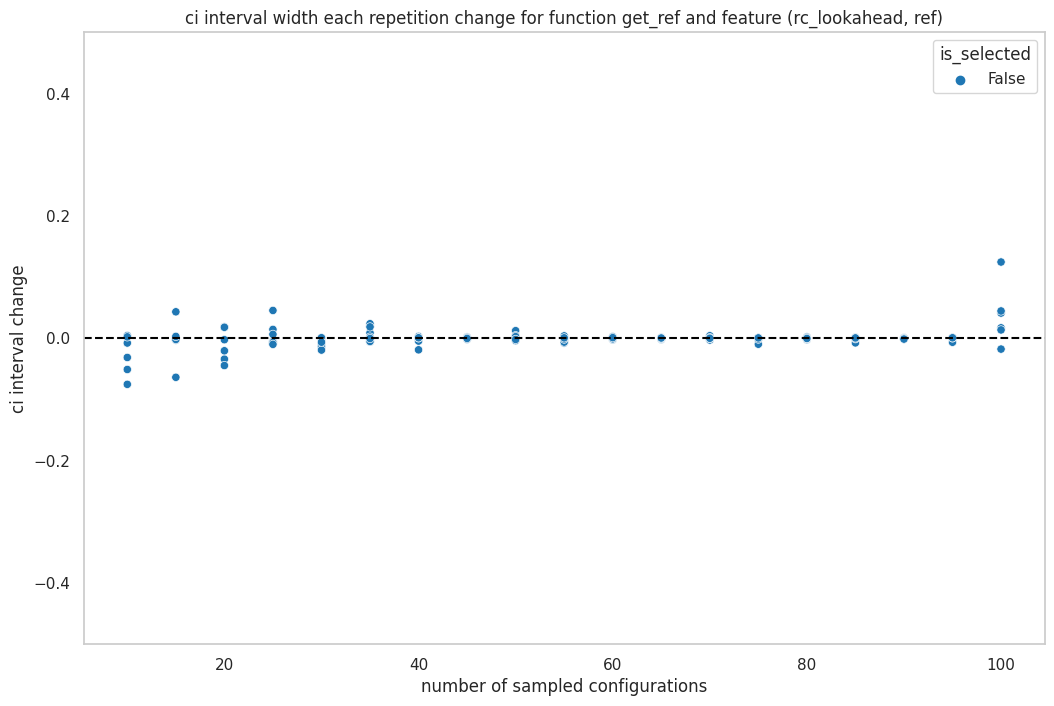 ci interval width each repetition change for function get_ref and feature (rc_lookahead, ref)
is_selected
False
0.4
0.2
0.0
−0.2
−0.4
ci interval change
20
40
60
80
100
number of sampled configurations